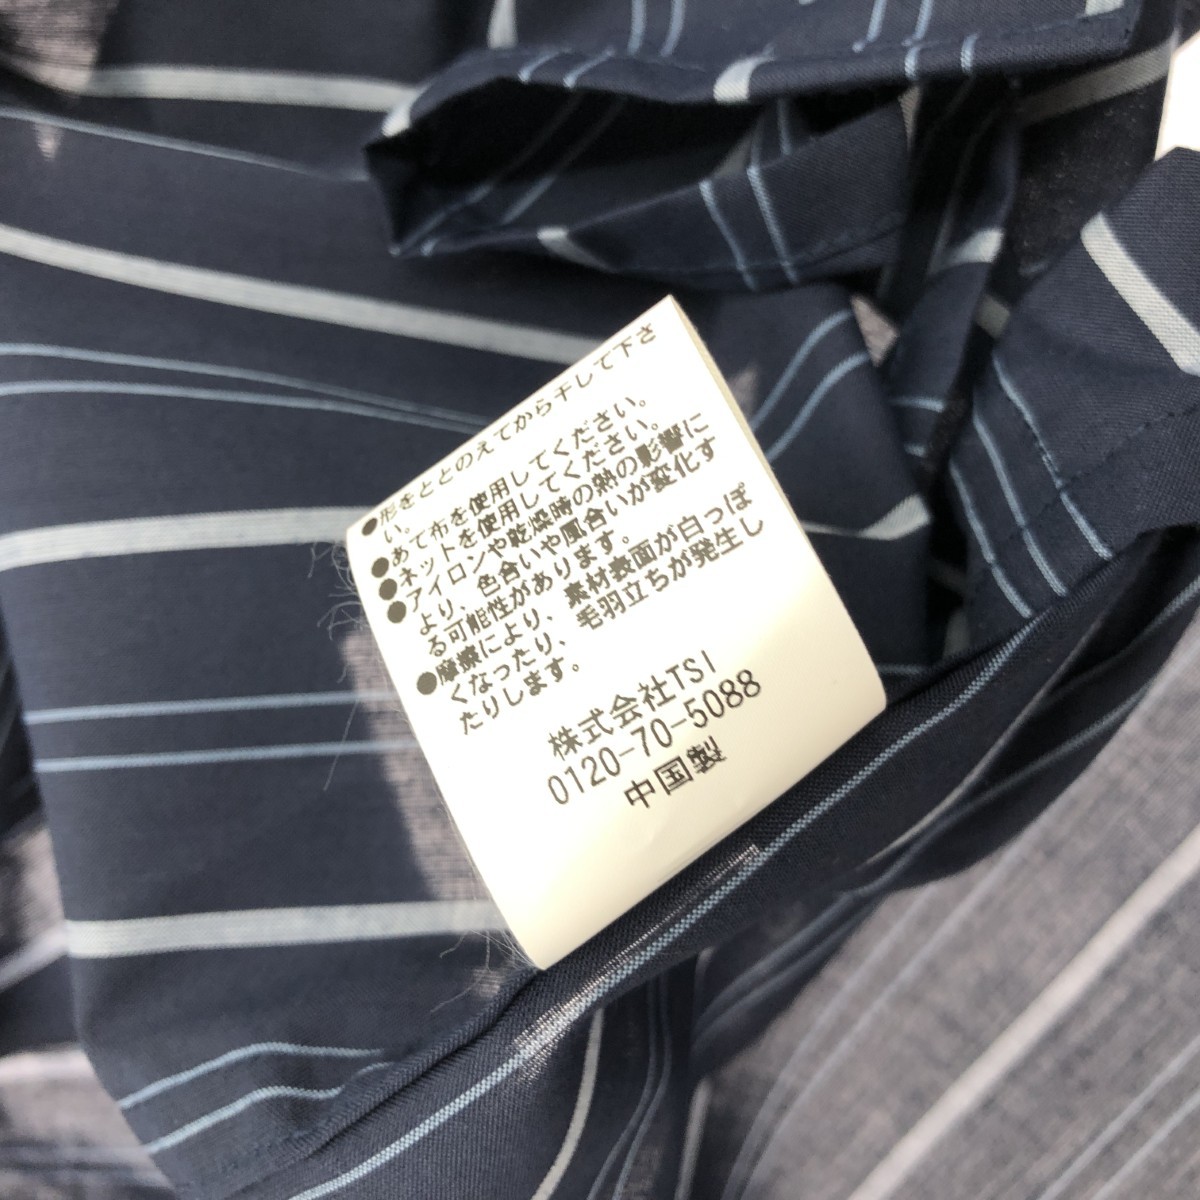 ●形をととのえてから干して下さ
い。
●あて布を使用してください。
●ネットを使用してください。
●アイロンや乾燥時の熱の影響に
より、色合いや風合いが変化す
る可能性があります。
●摩擦により、素材表面が白っぽ
くなったり、毛羽立ちが発生し
たりします。
株式会社TSI
0120-70-5088
中国製